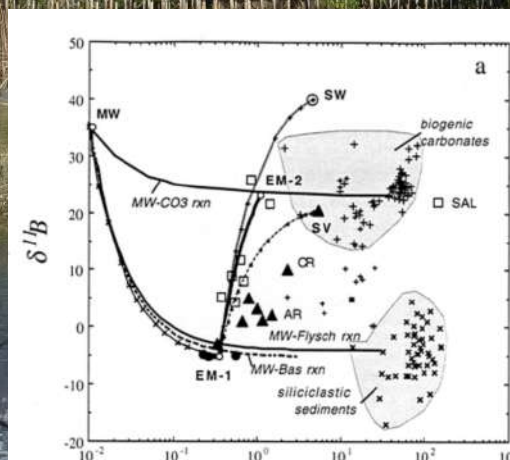 a
50
40
30
20
10
0
-10
-20
δ¹¹B
MW
SW
EM-2
biogenic
carbonates
MW-CO3 rxn
SAL
SV
CR
AR
MW-Flysch rxn
EM-1
MW-Bas rxn
siliciclastic
sediments
10⁻²
10⁻¹
10⁰
10¹
10²